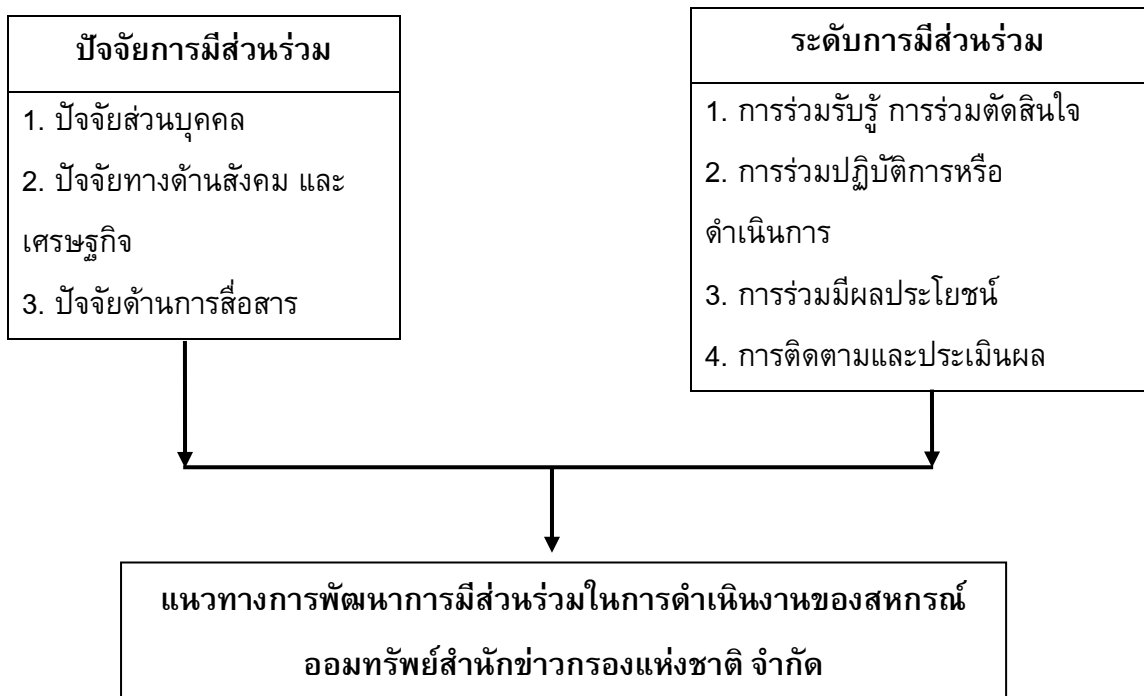 ปัจจัยการมีส่วนร่วม
1. ปัจจัยส่วนบุคคล
2. ปัจจัยทางด้านสังคม และ
เศรษฐกิจ
3. ปัจจัยด้านการสื่อสาร
ระดับการมีส่วนร่วม
1. การร่วมรับรู้ การร่วมตัดสินใจ
2. การร่วมปฏิบัติการหรือ
ดำเนินการ
3. การร่วมมีผลประโยชน์
4. การติดตามและประเมินผล
แนวทางการพัฒนาการมีส่วนร่วมในการดำเนินงานของสหกรณ์
ออมทรัพย์สำนักข่าวกรองแห่งชาติ จำกัด